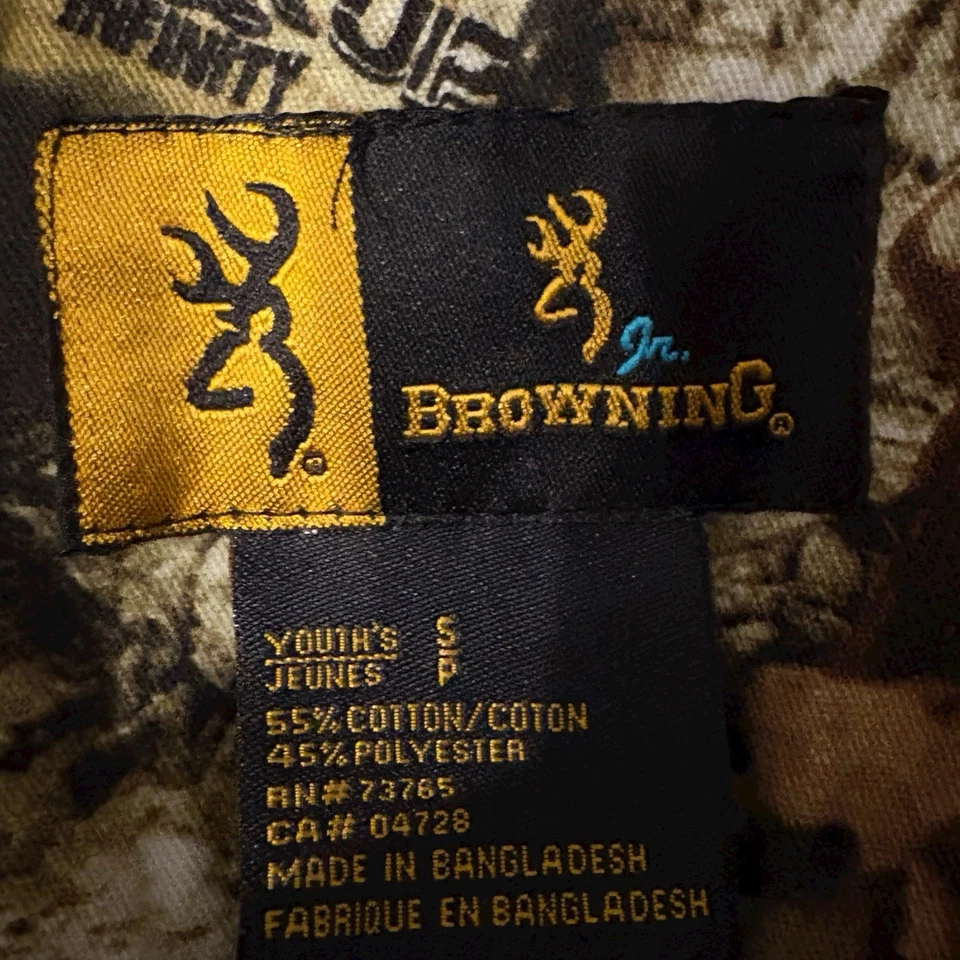 INFINITY
Jr.
BROWNING®
®
YOUTH'S S
JEUNES P
55% COTTON/COTON
45% POLYESTER
RN# 73765
CA# 04728
MADE IN BANGLADESH
FABRIQUE EN BANGLADESH